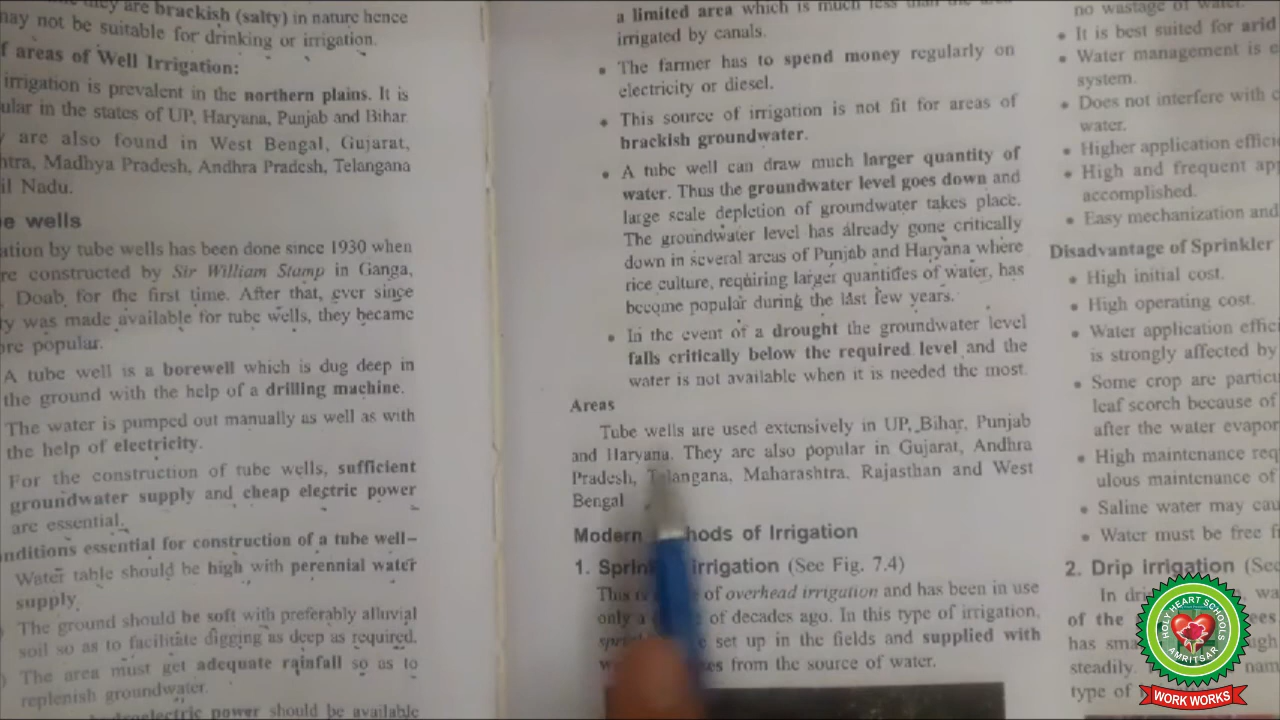 they are brackish (salty) in nature hence
may not be suitable for drinking or irrigation.
areas of Well Irrigation:
irrigation is prevalent in the northern plains. It is
in the states of UP, Haryana, Punjab and Bihar.
are also found in West Bengal, Gujarat,
Madhya Pradesh, Andhra Pradesh, Telangana
Nadu.
wells
by tube wells has been done since 1930 when
constructed by Sir William Stamp in Ganga,
Doab for the first time. After that, ever since
was made available for tube wells, they became
popular.
A tube well is a borewell which is dug deep in
the ground with the help of a drilling machine.
The water is pumped out manually as well as with
the help of electricity.
For the construction of tube wells, sufficient
groundwater supply and cheap electric power
are essential.
essential for construction of a tube well–
Water table should be high with perennial water
supply.
The ground should be soft with preferably alluvial
soil so as to facilitate digging as deep as required.
The area must get adequate rainfall so as to
replenish groundwater.
power should be available
a limited area which is much less than the area
irrigated by canals.
• The farmer has to spend money regularly on
electricity or diesel.
• This source of irrigation is not fit for areas of
brackish groundwater.
• A tube well can draw much larger quantity of
water. Thus the groundwater level goes down and
large scale depletion of groundwater takes place.
The groundwater level has already gone critically
down in several areas of Punjab and Haryana where
rice culture, requiring larger quantities of water, has
become popular during the last few years.
• In the event of a drought the groundwater level
falls critically below the required level and the
water is not available when it is needed the most.
Areas
Tube wells are used extensively in UP, Bihar, Punjab
and Haryana. They are also popular in Gujarat, Andhra
Pradesh, Telangana, Maharashtra, Rajasthan and West
Bengal
Modern of Irrigation
1. irrigation (See Fig. 7.4)
of overhead irrigation and has been in use
only a of decades ago. In this type of irrigation,
set up in the fields and supplied with
from the source of water.
no wastage of water.
• It is best suited for arid
• Water management is
system.
• Does not interfere with
water.
• Higher application
• High and frequent
accomplished.
• Easy mechanization and
Disadvantage of Sprinkler
• High initial cost.
• High operating cost.
• Water application
is strongly affected by
• Some crop are
leaf scorch because of
after the water
• High maintenance
maintenance of
• Saline water may
• Water must be free
2. Drip irrigation
In
of the
has
steadily.
type of
HOLY HEART SCHOOLS
AMRITSAR
WORK WORKS